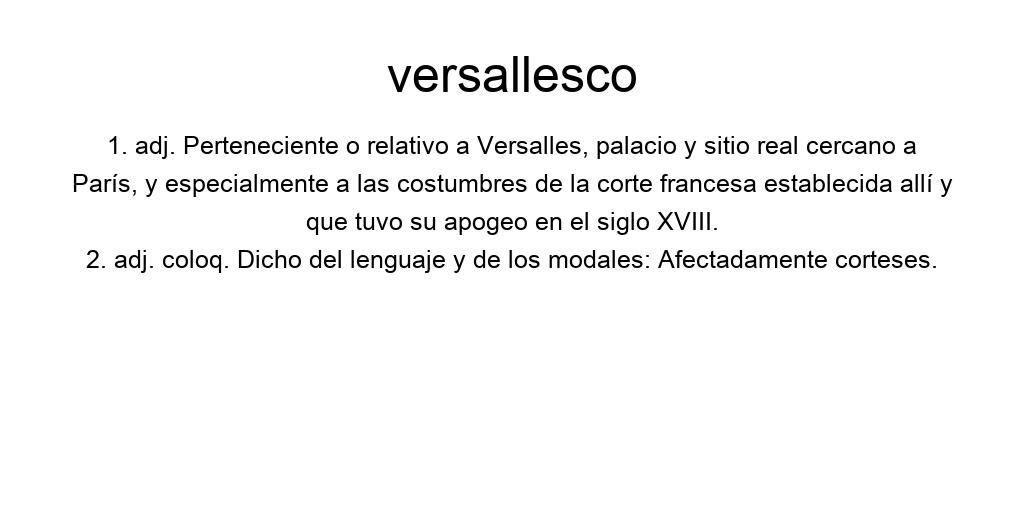 versallesco
1. adj. Perteneciente o relativo a Versalles, palacio y sitio real cercano a
París, y especialmente a las costumbres de la corte francesa establecida allí y
que tuvo su apogeo en el siglo XVIII.
2. adj. coloq. Dicho del lenguaje y de los modales: Afectadamente corteses.